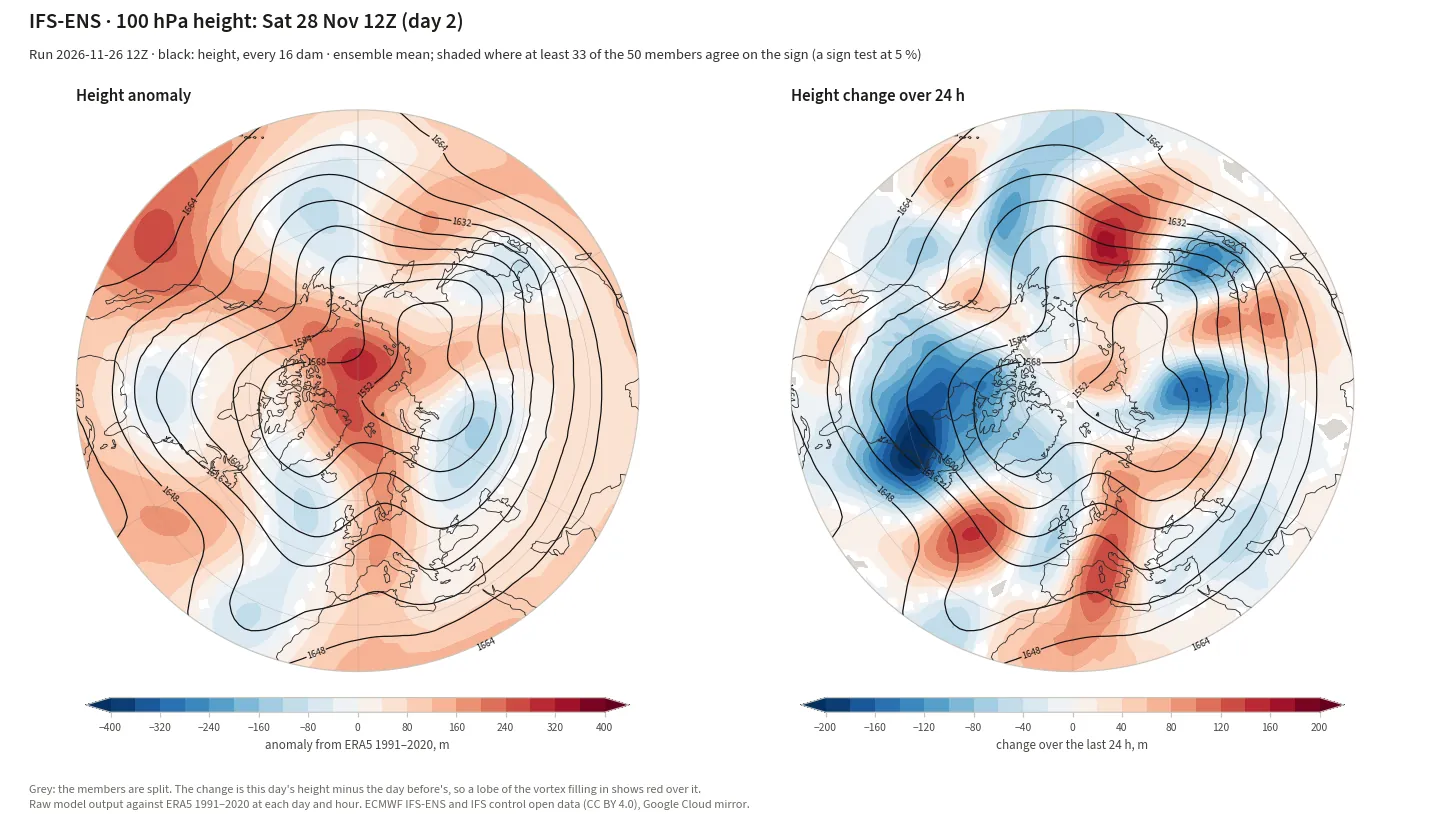 IFS-ENS · 100 hPa height: Sat 28 Nov 12Z (day 2)
Run 2026-11-26 12Z · black: height, every 16 dam · ensemble mean; shaded where at least 33 of the 50 members agree on the sign (a sign test at 5 %)
Height anomaly
Height change over 24 h
1664
1664
1632
1584
1568
1552
1600
1616
1648
1648
1664
1664
1664
1632
1584
1568
1552
1600
1616
1648
1648
1664
−400 −320 −240 −160 −80 0 80 160 240 320 400
anomaly from ERA5 1991–2020, m
−200 −160 −120 −80 −40 0 40 80 120 160 200
change over the last 24 h, m
Grey: the members are split. The change is this day's height minus the day before's, so a lobe of the vortex filling in shows red over it.
Raw model output against ERA5 1991–2020 at each day and hour. ECMWF IFS-ENS and IFS control open data (CC BY 4.0), Google Cloud mirror.